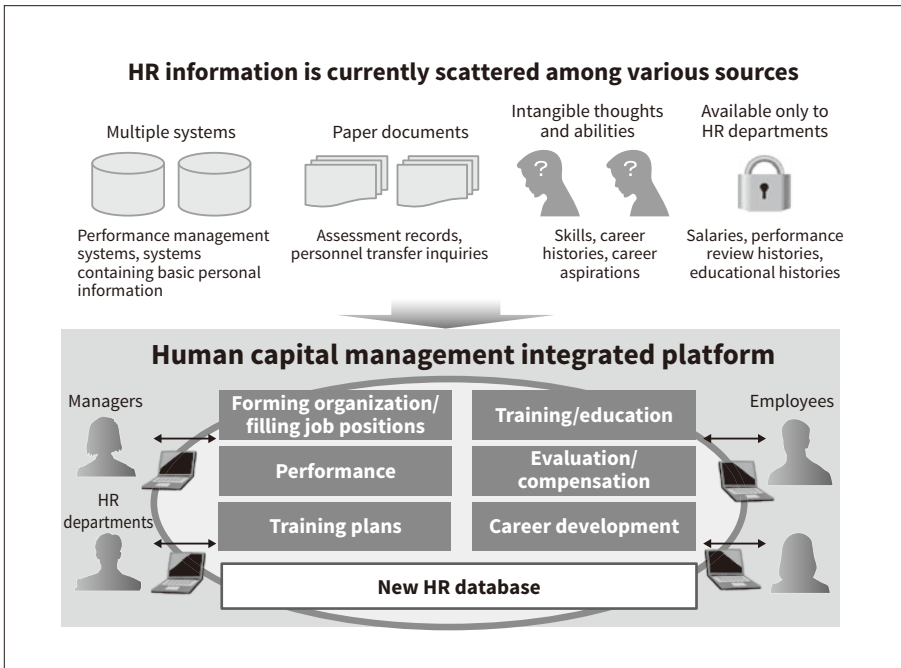 HR information is currently scattered among various sources
Multiple systems
Performance management
systems, systems
containing basic personal
information
Paper documents
Assessment records,
personnel transfer inquiries
Intangible thoughts
and abilities
?
?
Skills, career
histories, career
aspirations
Available only to
HR departments
Salaries, performance
review histories,
educational histories
Human capital management integrated platform
Managers
HR
departments
Forming organization/
filling job positions
Training/education
Performance
Evaluation/
compensation
Training plans
Career development
New HR database
Employees